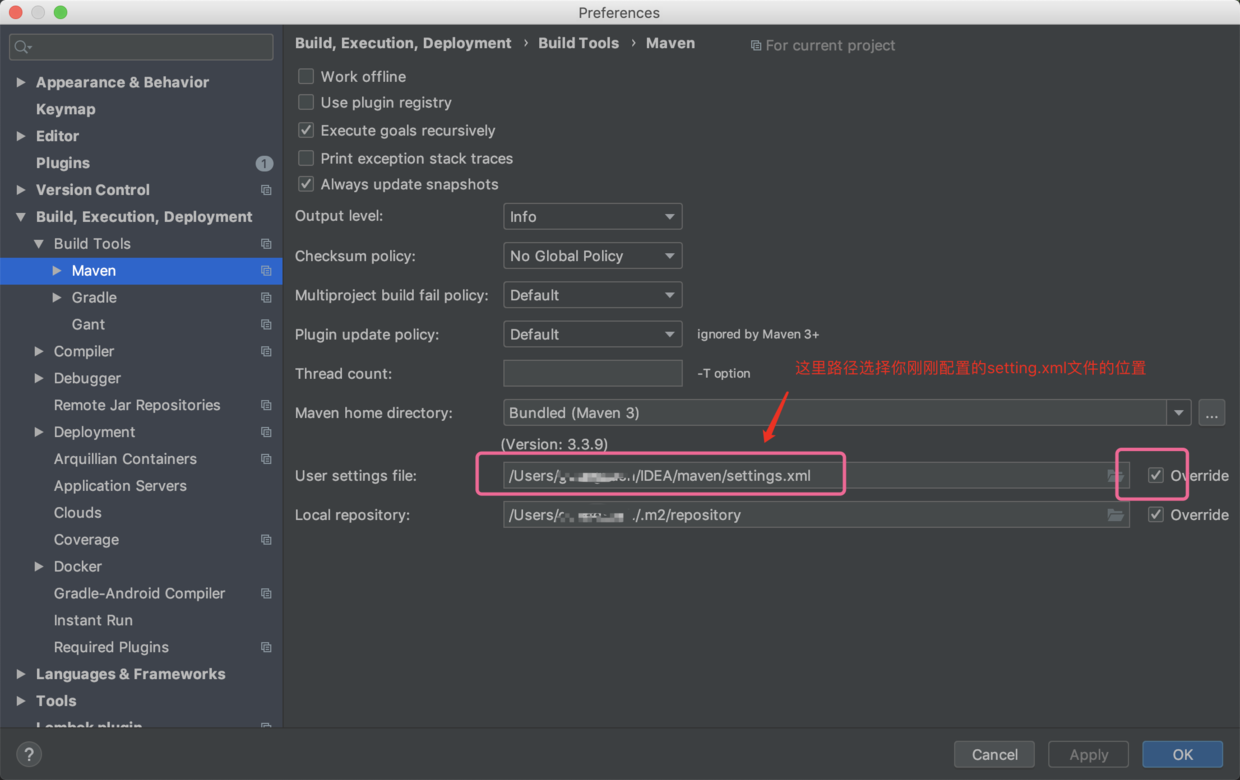 Preferences
Build, Execution, Deployment › Build Tools › Maven For current project
Appearance & Behavior
Keymap
Editor
Plugins 1
Version Control
Build, Execution, Deployment
Build Tools
Maven
Gradle
Gant
Compiler
Debugger
Remote Jar Repositories
Deployment
Arquillian Containers
Application Servers
Clouds
Coverage
Docker
Gradle-Android Compiler
Instant Run
Required Plugins
Languages & Frameworks
Tools
Lombok plugin
Work offline
Use plugin registry
Execute goals recursively
Print exception stack traces
Always update snapshots
Output level: Info
Checksum policy: No Global Policy
Multiproject build fail policy: Default
Plugin update policy: Default ignored by Maven 3+
Thread count: -T option
这里路径选择你刚刚配置的setting.xml文件的位置
Maven home directory: Bundled (Maven 3) ...
(Version: 3.3.9)
User settings file: /Users/ /IDEA/maven/settings.xml Override
Local repository: /Users/ /.m2/repository Override
? Cancel Apply OK